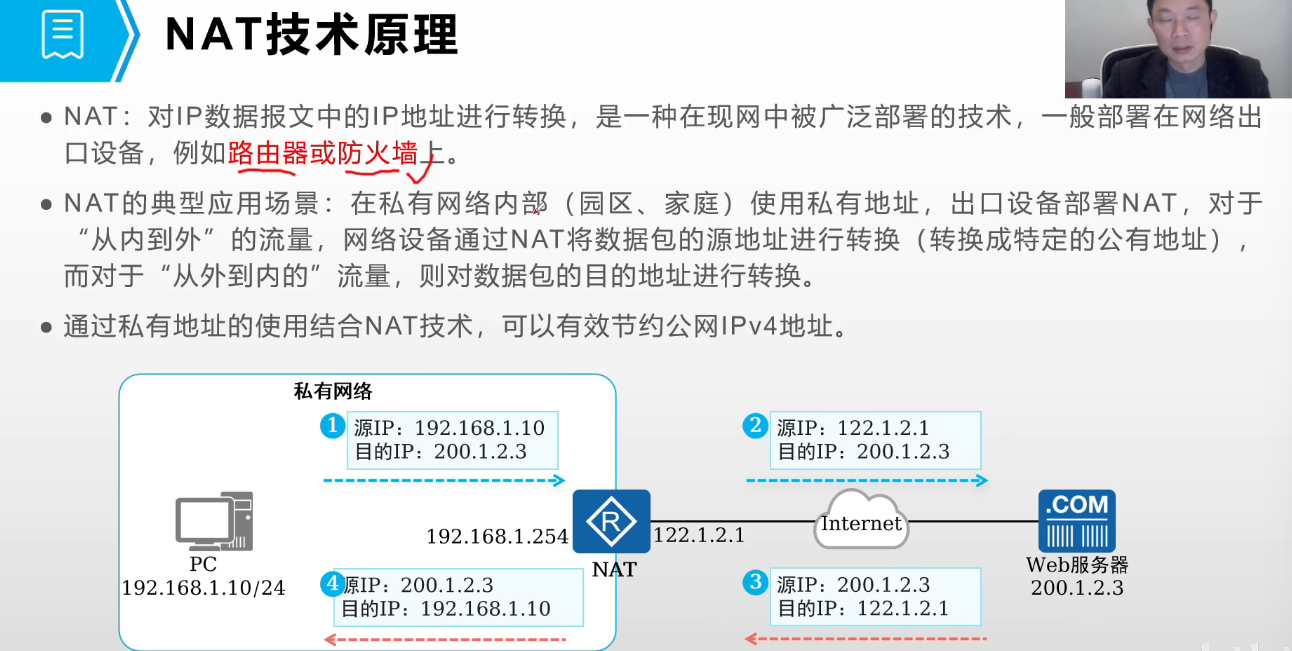 NAT技术原理
NAT：对IP数据报文中的IP地址进行转换，是一种在现网中被广泛部署的技术，一般部署在网络出
口设备，例如路由器或防火墙上。
NAT的典型应用场景：在私有网络内部（园区、家庭）使用私有地址，出口设备部署NAT，对于
“从内到外”的流量，网络设备通过NAT将数据包的源地址进行转换（转换成特定的公有地址），
而对于“从外到内的”流量，则对数据包的目的地址进行转换。
通过私有地址的使用结合NAT技术，可以有效节约公网IPv4地址。
私有网络
1
源IP：192.168.1.10
目的IP：200.1.2.3
2
源IP：122.1.2.1
目的IP：200.1.2.3
192.168.1.254
R
122.1.2.1
Internet
.COM
PC
192.168.1.10/24
NAT
Web服务器
200.1.2.3
4
源IP：200.1.2.3
目的IP：192.168.1.10
3
源IP：200.1.2.3
目的IP：122.1.2.1